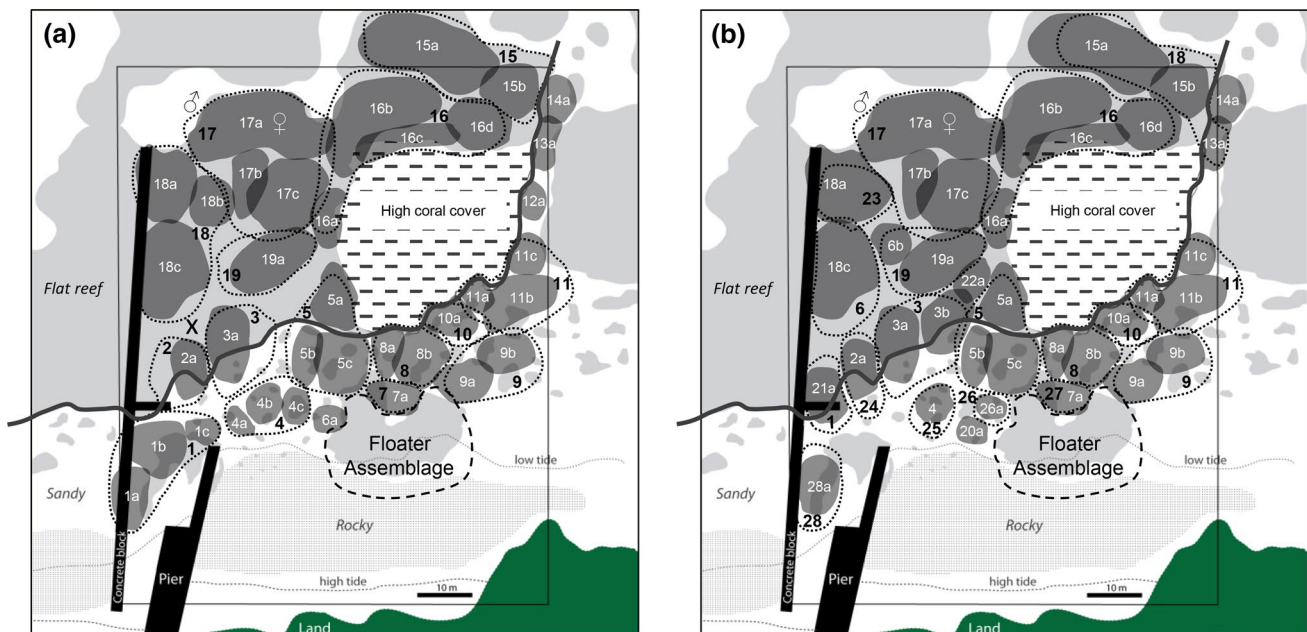 (a)
15a
15
15b
14a
16b
♂
17a ♀
16
16d
17
16c
13a
18a
17b
17c
12a
18b
16a
High coral cover
18
11c
18c
19a
19
11
Flat reef
5a
11a
11b
X
3
5
10a
3a
10
2
8a
9b
2a
5b
5c
8b
8
9a
9
7
7a
4b
4c
4a
4
6a
1c
1b
1
Floater
Assemblage
low tide
Sandy
1a
Rocky
Concrete block
Pier
high tide
10 m
Land
(b)
15a
18
15b
14a
16b
♂
17a ♀
16
16d
17
16c
13a
18a
17b
17c
23
16a
High coral cover
6b
11c
18c
19a
19
22a
11
Flat reef
5a
11a
11b
6
3
5
10a
3a
3b
10
8a
9b
2a
5b
5c
8b
8
21a
9a
9
27
7a
26
24
4
26a
1
25
20a
Floater
Assemblage
low tide
Sandy
28a
28
Rocky
Concrete block
Pier
high tide
10 m
Land